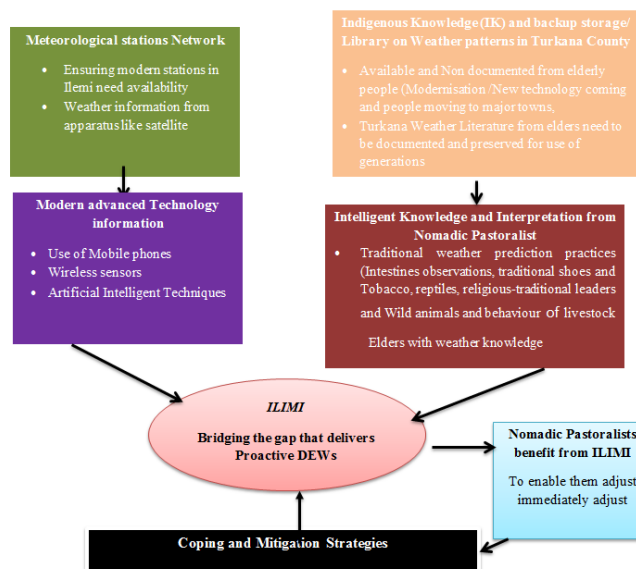 Meteorological stations Network
• Ensuring modern stations in
Ilemi need availability
• Weather information from
apparatus like satellite
Indigenous Knowledge (IK) and backup storage/
Library on Weather patterns in Turkana County
• Available and Non documented from elderly
people (Modernisation /New technology coming
and people moving to major towns,
• Turkana Weather Literature from elders need to
be documented and preserved for use of
generations
Modern advanced Technology
information
• Use of Mobile phones
• Wireless sensors
• Artificial Intelligent Techniques
Intelligent Knowledge and Interpretation from
Nomadic Pastoralist
• Traditional weather prediction practices
(Intestines observations, traditional shoes and
Tobacco, reptiles, religious-traditional leaders
and Wild animals and behaviour of livestock
Elders with weather knowledge
ILIMI
Bridging the gap that delivers
Proactive DEWs
Nomadic Pastoralists
benefit from ILIMI
To enable them adjust
immediately adjust
Coping and Mitigation Strategies